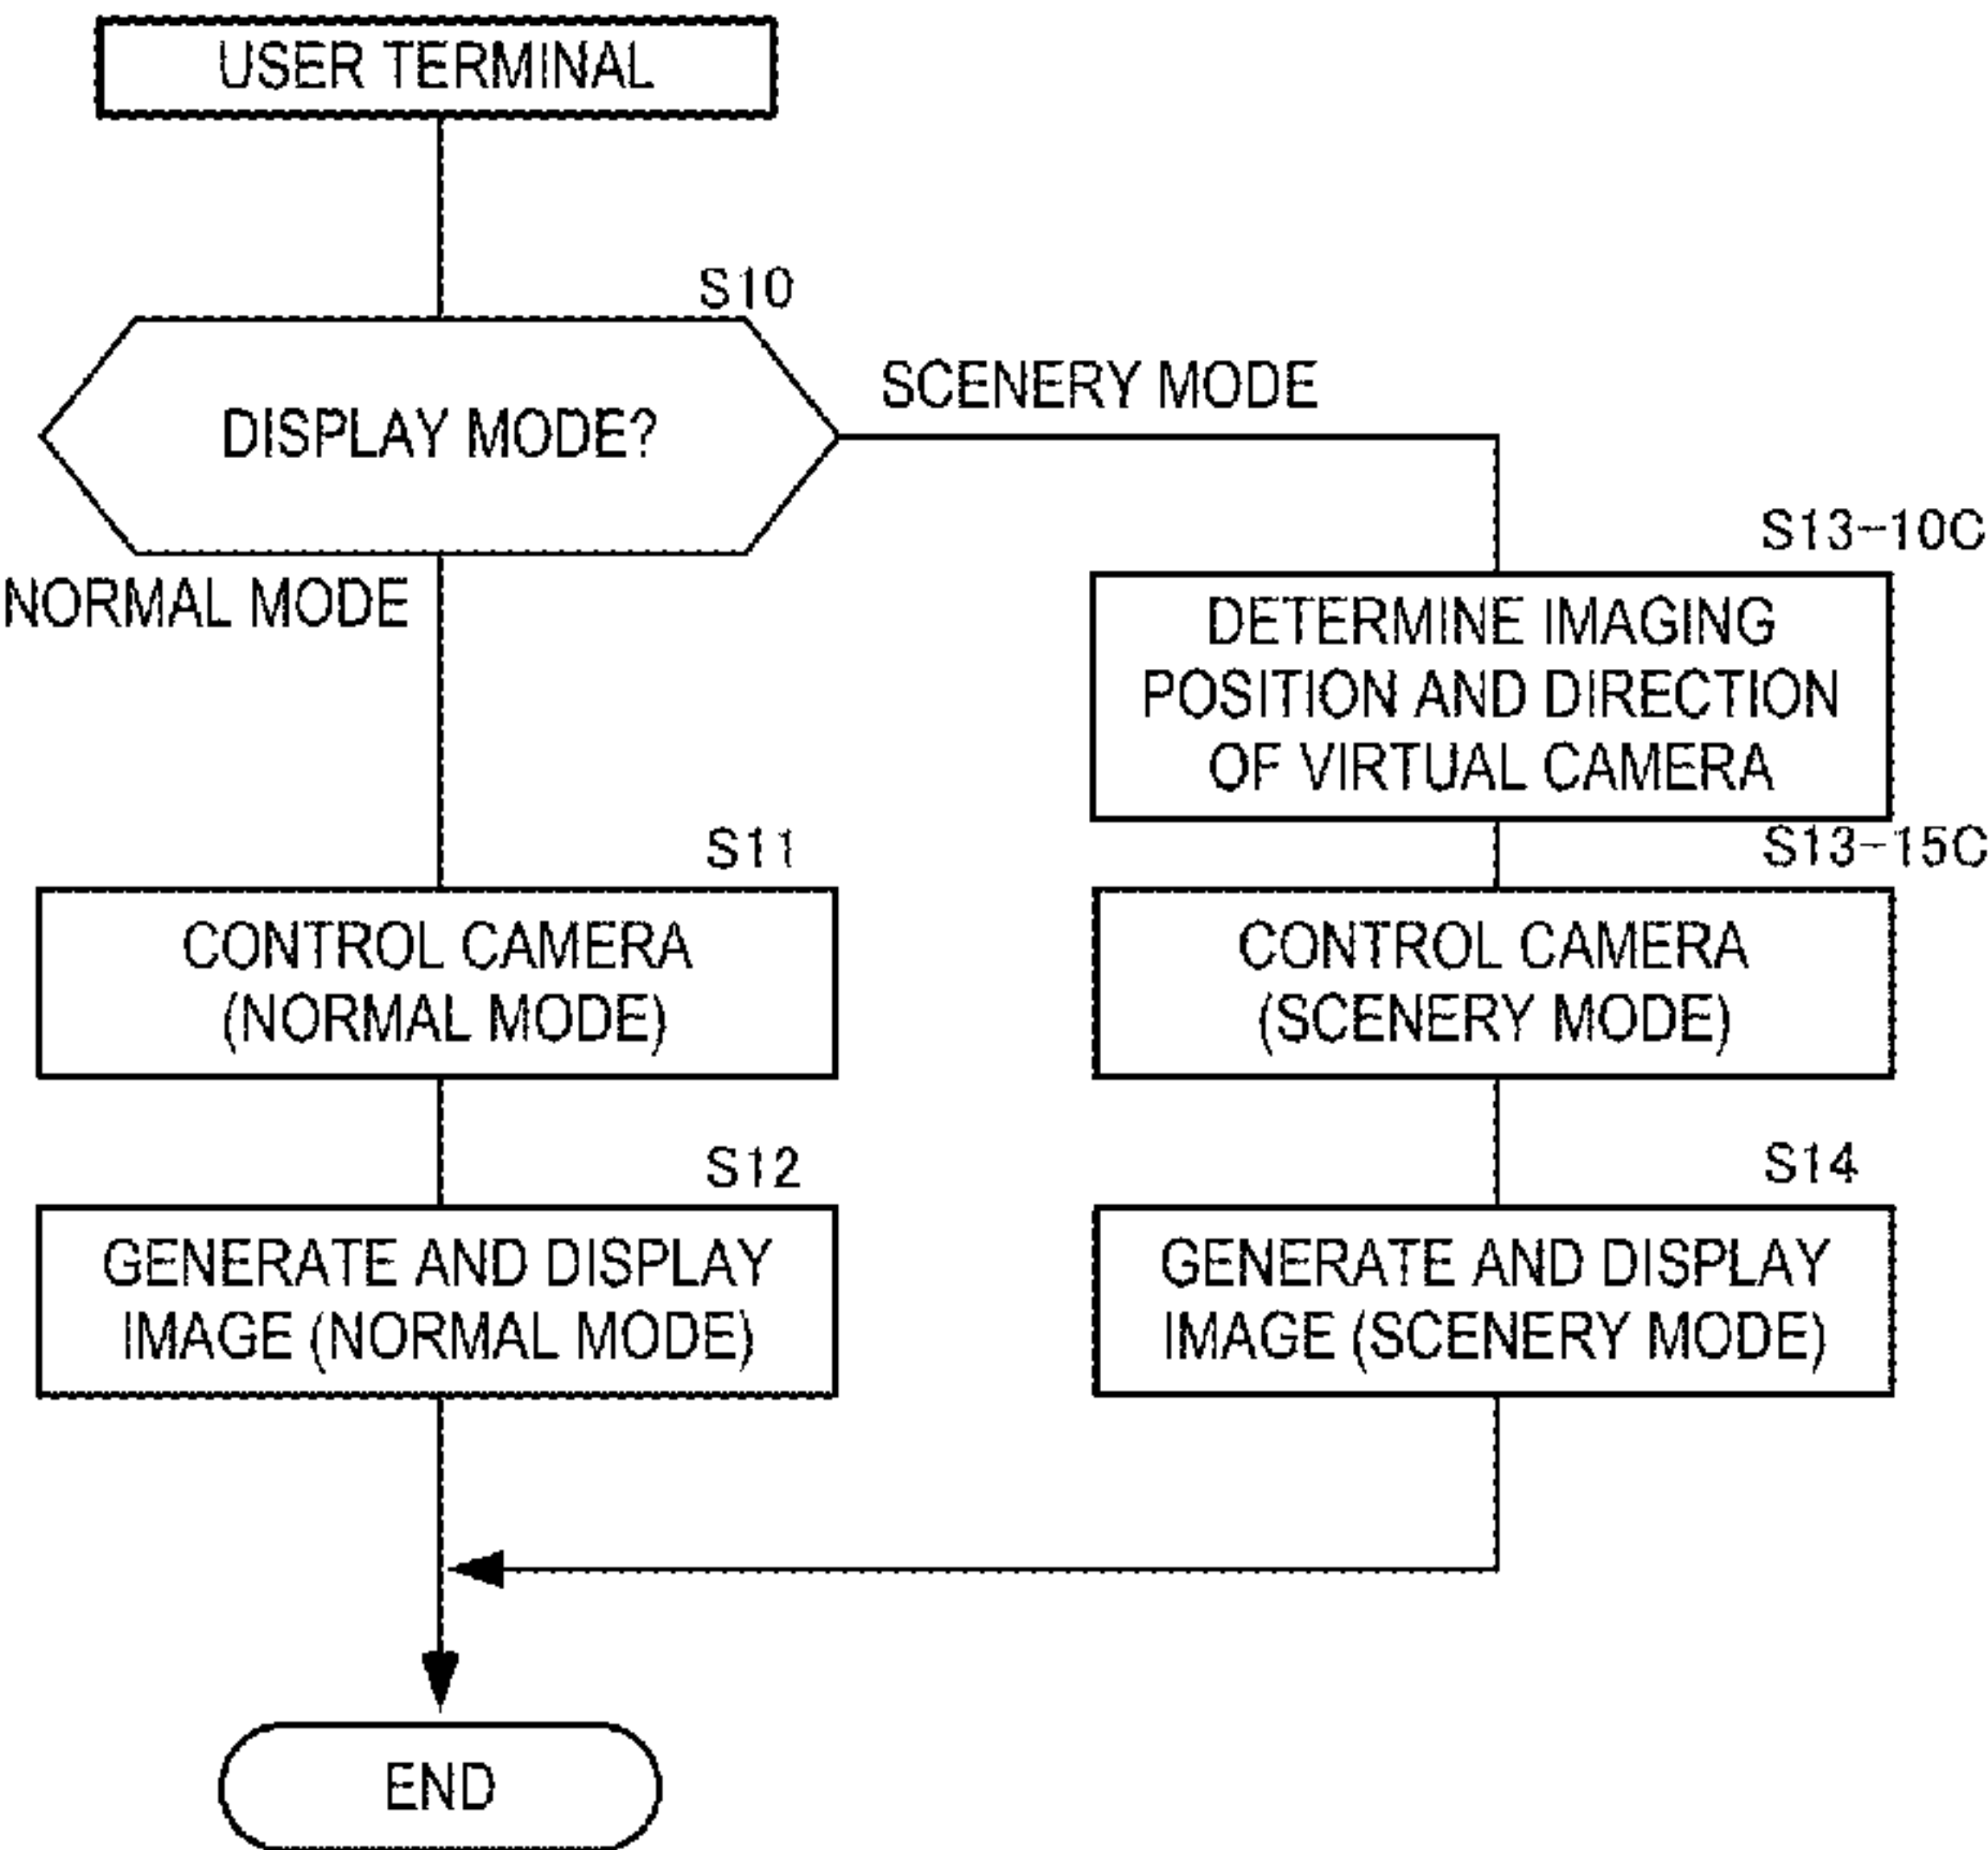 USER TERMINAL
S10
DISPLAY MODE?
SCENERY MODE
NORMAL MODE
S13-10C
DETERMINE IMAGING
POSITION AND DIRECTION
OF VIRTUAL CAMERA
S11
CONTROL CAMERA
(NORMAL MODE)
S13-15C
CONTROL CAMERA
(SCENERY MODE)
S12
GENERATE AND DISPLAY
IMAGE (NORMAL MODE)
S14
GENERATE AND DISPLAY
IMAGE (SCENERY MODE)
END